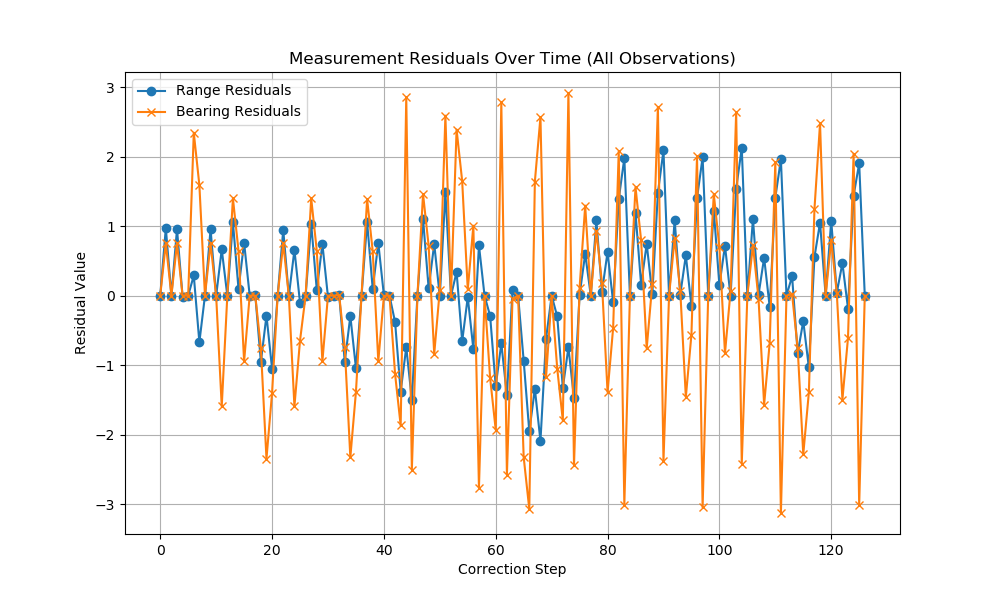 Measurement Residuals Over Time (All Observations)
Range Residuals
Bearing Residuals
3
2
1
0
−1
−2
−3
Residual Value
0 20 40 60 80 100 120
Correction Step